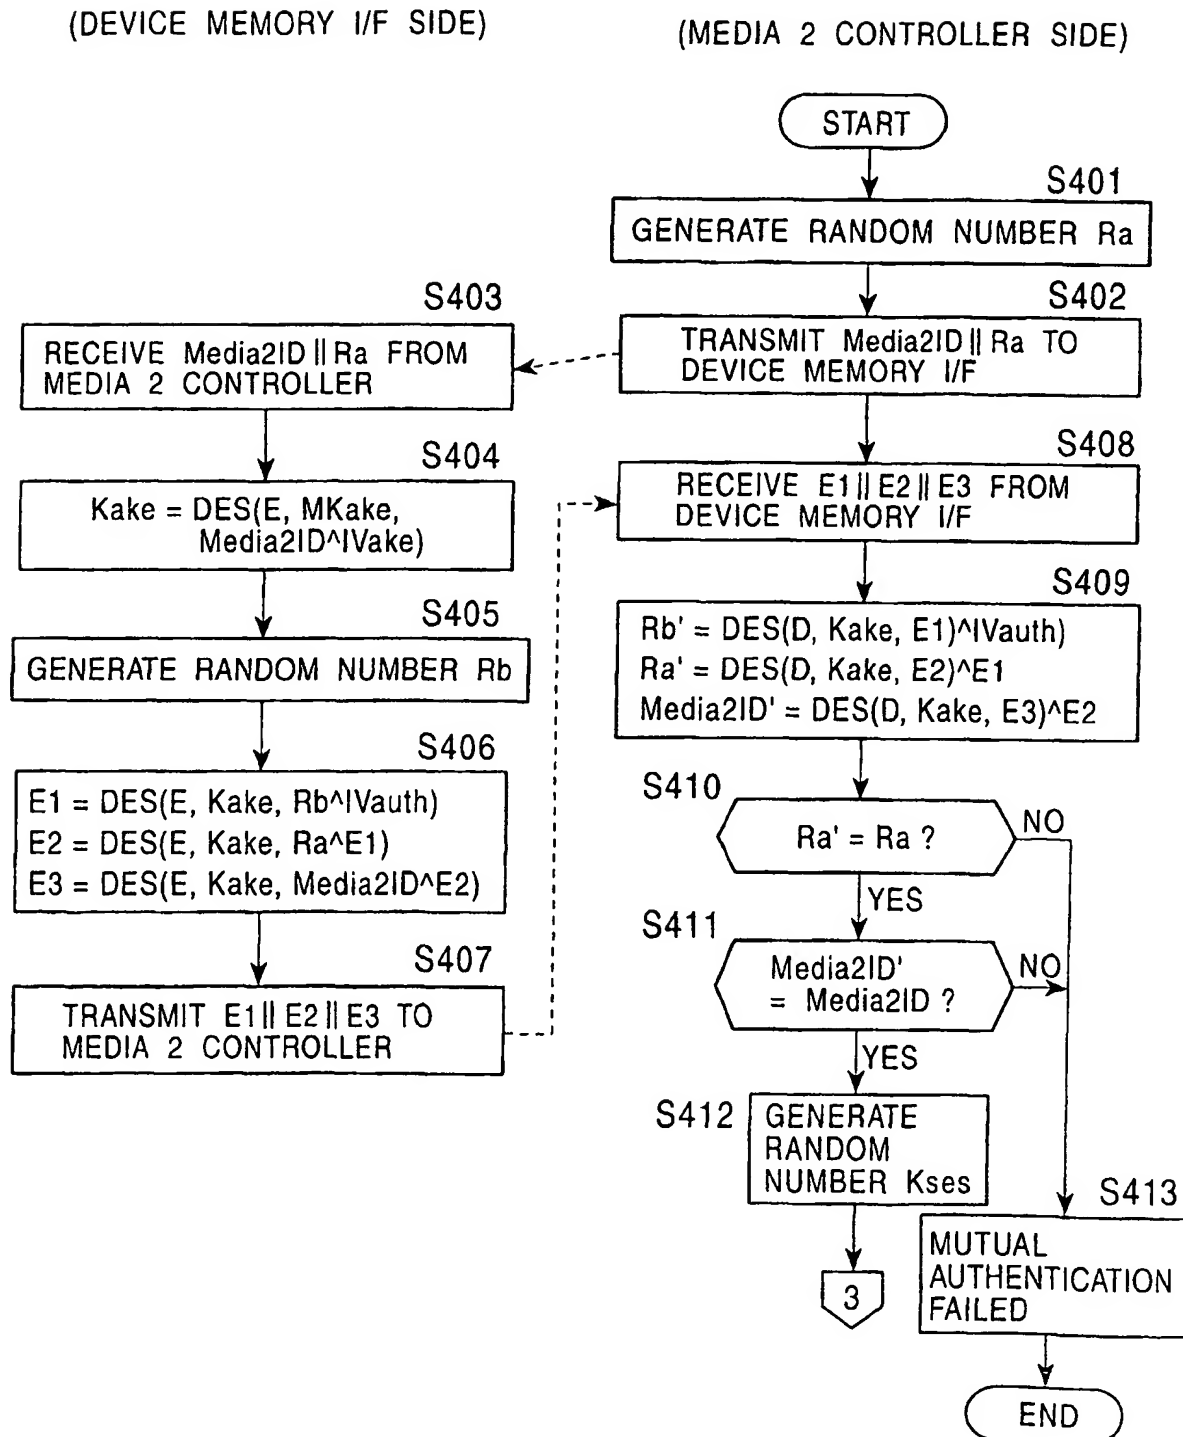 (DEVICE MEMORY I/F SIDE)
(MEDIA 2 CONTROLLER SIDE)
START
S401
GENERATE RANDOM NUMBER Ra
S402
TRANSMIT Media2ID || Ra TO
DEVICE MEMORY I/F
S403
RECEIVE Media2ID || Ra FROM
MEDIA 2 CONTROLLER
S404
Kake = DES(E, MKake,
Media2ID^IVake)
S405
GENERATE RANDOM NUMBER Rb
S406
E1 = DES(E, Kake, Rb^IVauth)
E2 = DES(E, Kake, Ra^E1)
E3 = DES(E, Kake, Media2ID^E2)
S407
TRANSMIT E1 || E2 || E3 TO
MEDIA 2 CONTROLLER
S408
RECEIVE E1 || E2 || E3 FROM
DEVICE MEMORY I/F
S409
Rb' = DES(D, Kake, E1)^IVauth)
Ra' = DES(D, Kake, E2)^E1
Media2ID' = DES(D, Kake, E3)^E2
S410
Ra' = Ra ?
NO
YES
S411
Media2ID'
= Media2ID ?
NO
YES
S412
GENERATE
RANDOM
NUMBER Kses
3
S413
MUTUAL
AUTHENTICATION
FAILED
END